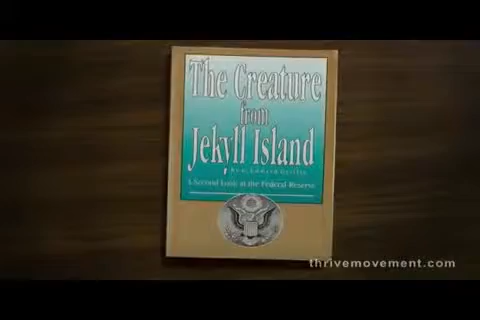 The Creature
from
Jekyll Island
A Second Look at the Federal Reserve
thrivemovement.com